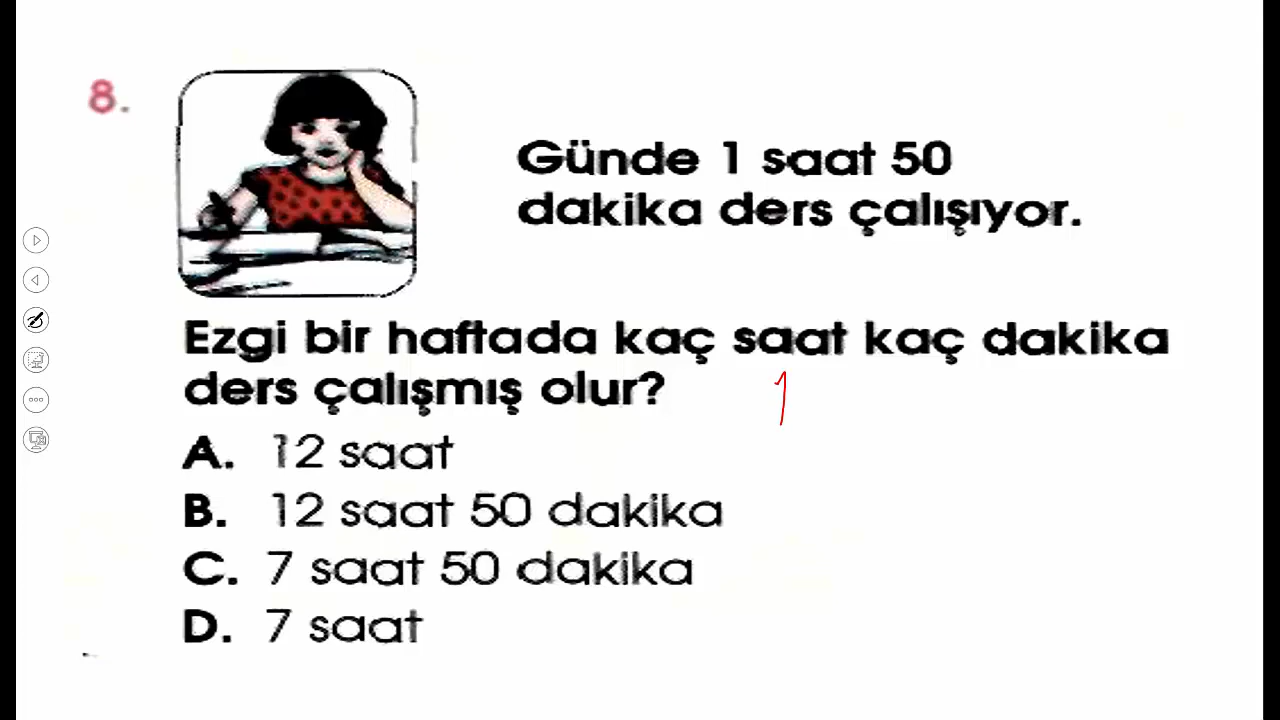 8.
Günde 1 saat 50
dakika ders çalışıyor.
Ezgi bir haftada kaç saat kaç dakika
ders çalışmış olur?
1
A. 12 saat
B. 12 saat 50 dakika
C. 7 saat 50 dakika
D. 7 saat